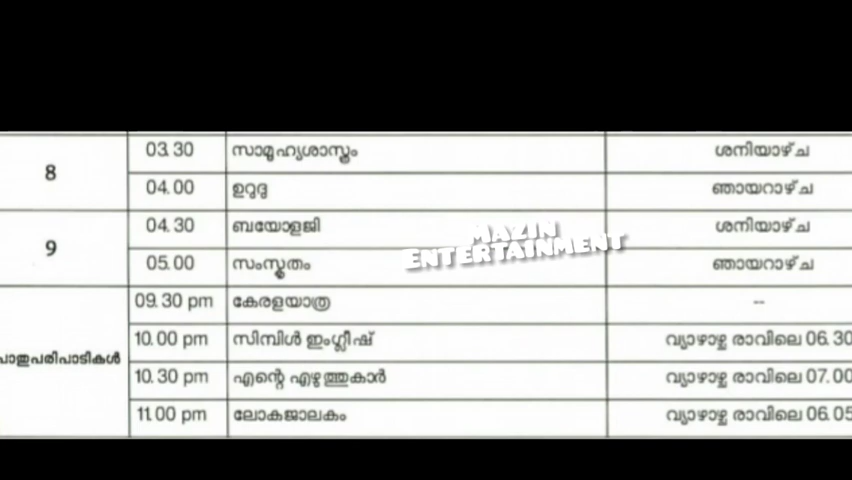 8 03.30 സാമൂഹ്യശാസ്ത്രം ശനിയാഴ്ച
04.00 ഉറുദു ഞായറാഴ്ച
9 04.30 ബയോളജി ശനിയാഴ്ച
MAZIN
ENTERTAINMENT
05.00 സംസ്കൃതം ഞായറാഴ്ച
09.30 pm കേരളയാത്ര --
10.00 pm സിമ്പിൾ ഇംഗ്ലീഷ് വ്യാഴാഴ്ച രാവിലെ 06.30
പൊതുപരിപാടികൾ 10.30 pm എന്റെ എഴുത്തുകാർ വ്യാഴാഴ്ച രാവിലെ 07.00
11.00 pm ലോകജാലകം വ്യാഴാഴ്ച രാവിലെ 06.05